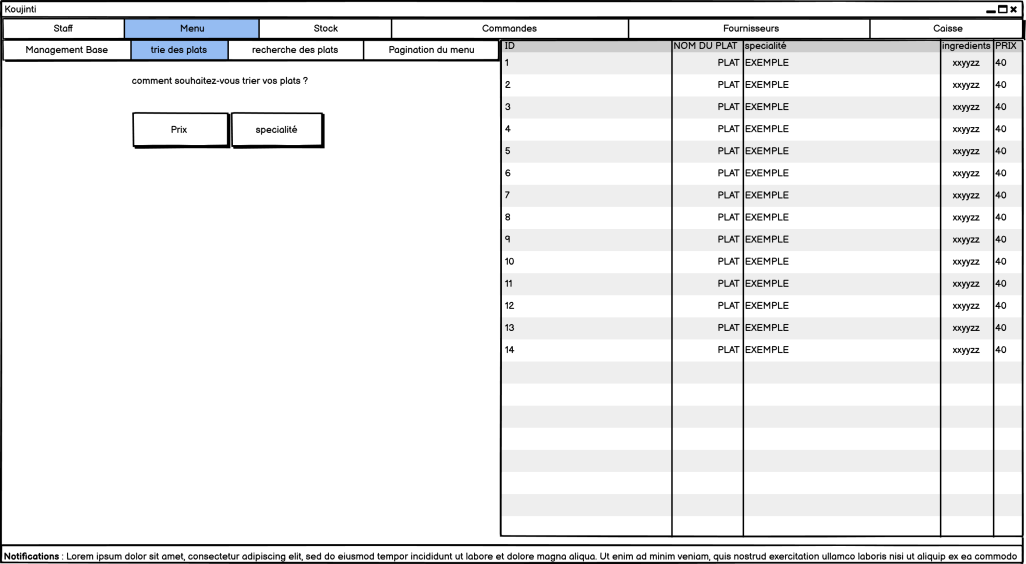 Koujinti
Staff Menu Stock Commandes Fournisseurs Caisse
Management Base trie des plats recherche des plats Pagination du menu
comment souhaitez-vous trier vos plats ?
Prix specialité
ID NOM DU PLAT specialité ingredients PRIX
1 PLAT EXEMPLE xxyyzz 40
2 PLAT EXEMPLE xxyyzz 40
3 PLAT EXEMPLE xxyyzz 40
4 PLAT EXEMPLE xxyyzz 40
5 PLAT EXEMPLE xxyyzz 40
6 PLAT EXEMPLE xxyyzz 40
7 PLAT EXEMPLE xxyyzz 40
8 PLAT EXEMPLE xxyyzz 40
9 PLAT EXEMPLE xxyyzz 40
10 PLAT EXEMPLE xxyyzz 40
11 PLAT EXEMPLE xxyyzz 40
12 PLAT EXEMPLE xxyyzz 40
13 PLAT EXEMPLE xxyyzz 40
14 PLAT EXEMPLE xxyyzz 40
Notifications : Lorem ipsum dolor sit amet, consectetur adipiscing elit, sed do eiusmod tempor incididunt ut labore et dolore magna aliqua. Ut enim ad minim veniam, quis nostrud exercitation ullamco laboris nisi ut aliquip ex ea commodo